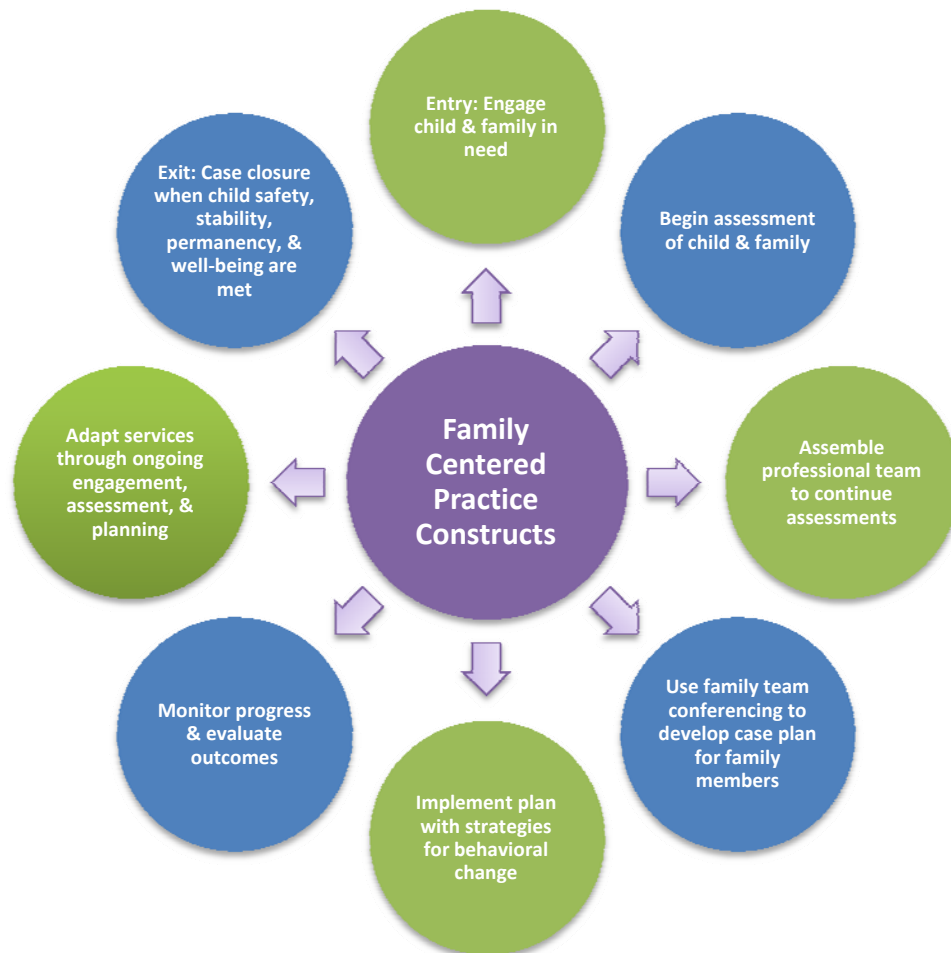 Entry: Engage
child & family in
need
Begin assessment
of child & family
Assemble
professional team
to continue
assessments
Use family team
conferencing to
develop case plan
for family
members
Implement plan
with strategies
for behavioral
change
Monitor progress
& evaluate
outcomes
Adapt services
through ongoing
engagement,
assessment, &
planning
Exit: Case closure
when child safety,
stability,
permanency, &
well-being are
met
Family
Centered
Practice
Constructs